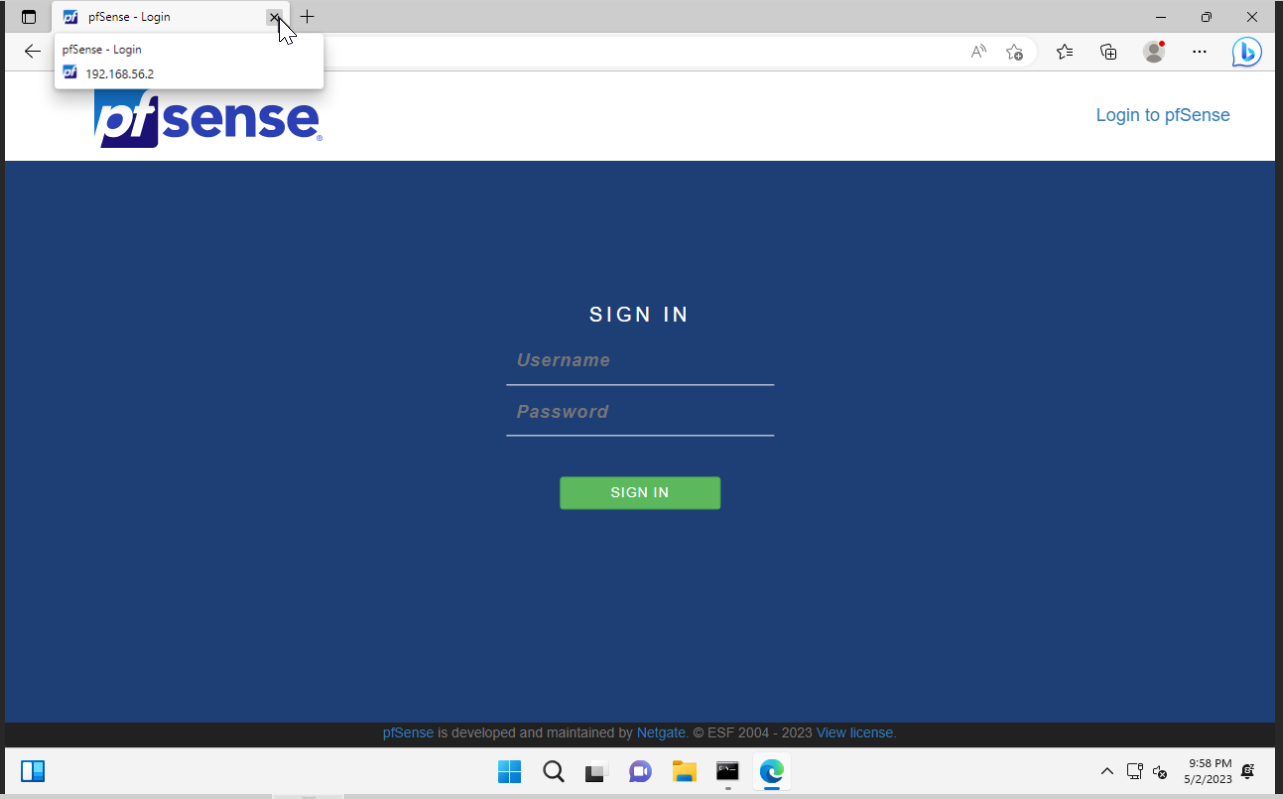 pfSense - Login
pfSense - Login
pf 192.168.56.2
pfsense®
Login to pfSense
SIGN IN
Username
Password
SIGN IN
pfSense is developed and maintained by Netgate. © ESF 2004 - 2023 View license.
9:58 PM
5/2/2023